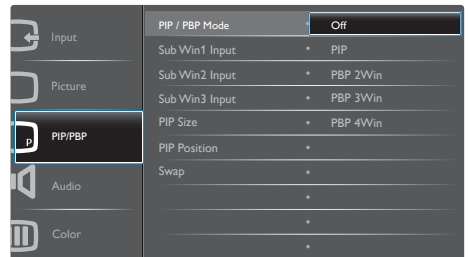 Input
Picture
P
PIP/PBP
Audio
Color
PIP / PBP Mode
Sub Win1 Input
Sub Win2 Input
Sub Win3 Input
PIP Size
PIP Position
Swap
Off
PIP
PBP 2Win
PBP 3Win
PBP 4Win